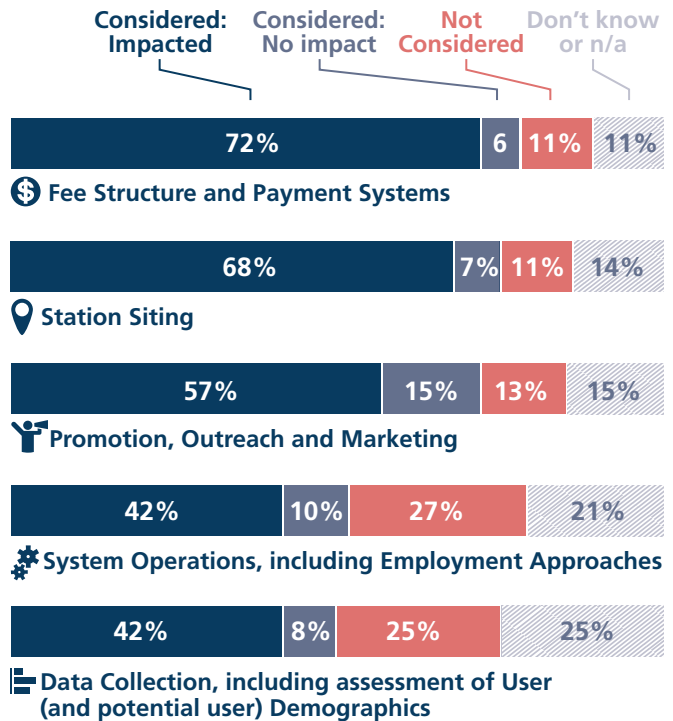 Considered: Impacted
Considered: No impact
Not Considered
Don't know or n/a
72% 6 11% 11%
$ Fee Structure and Payment Systems
68% 7% 11% 14%
Station Siting
57% 15% 13% 15%
Promotion, Outreach and Marketing
42% 10% 27% 21%
System Operations, including Employment Approaches
42% 8% 25% 25%
Data Collection, including assessment of User
(and potential user) Demographics